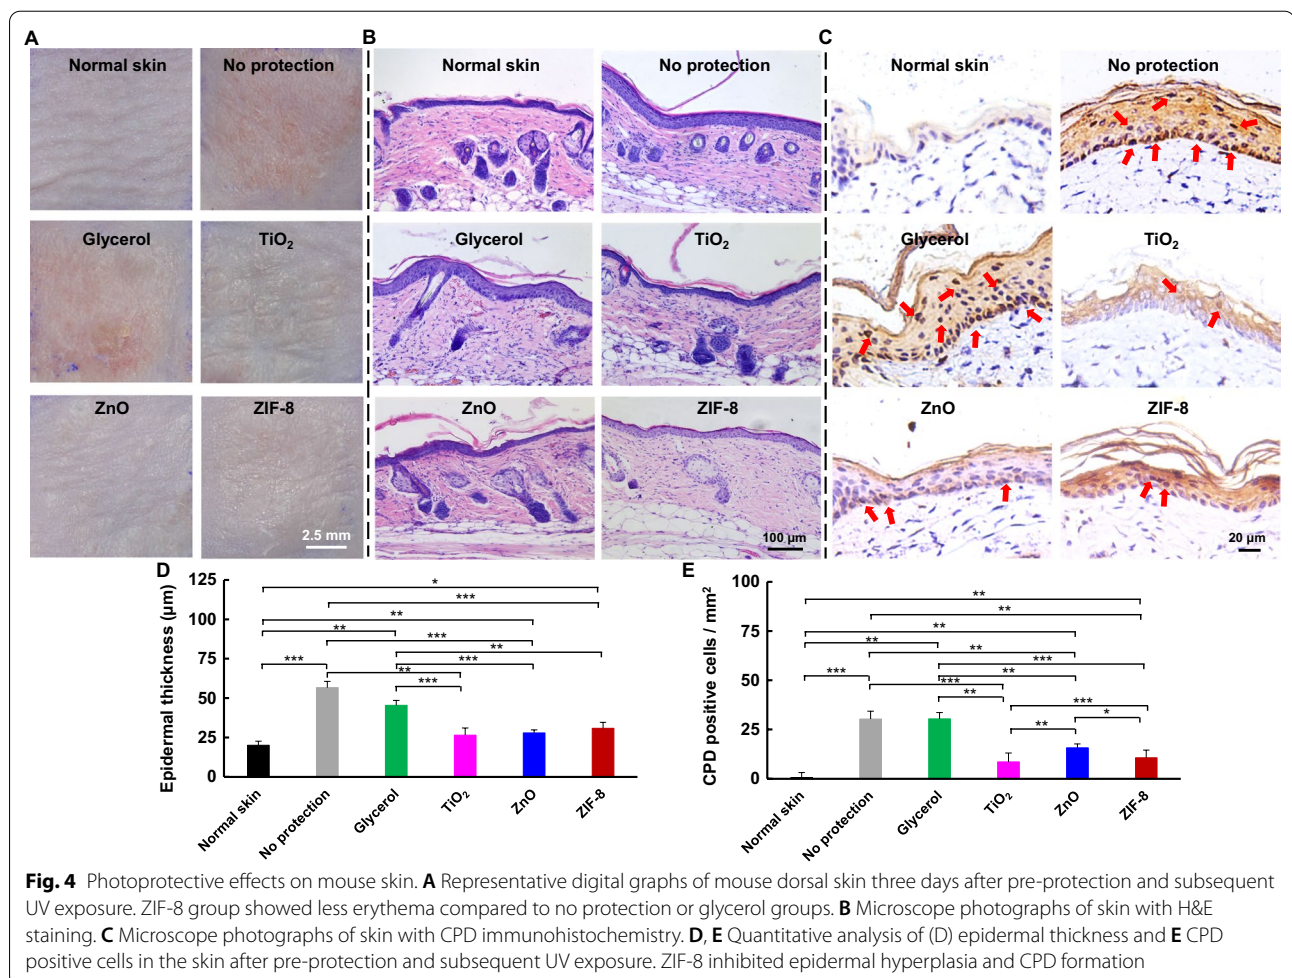 A
B
C
Normal skin
No protection
Normal skin
No protection
Normal skin
No protection
Glycerol
TiO2
Glycerol
TiO2
Glycerol
TiO2
ZnO
ZIF-8
ZnO
ZIF-8
ZnO
ZIF-8
2.5 mm
100 µm
20 µm
D
Epidermal thickness (µm)
125
100
75
50
25
0
*
***
**
**
***
**
***
***
**
***
Normal skin
No protection
Glycerol
TiO2
ZnO
ZIF-8
E
CPD positive cells / mm2
100
75
50
25
0
**
**
**
**
**
***
***
**
***
**
***
*
**
Normal skin
No protection
Glycerol
TiO2
ZnO
ZIF-8
Fig. 4 Photoprotective effects on mouse skin. A Representative digital graphs of mouse dorsal skin three days after pre-protection and subsequent
UV exposure. ZIF-8 group showed less erythema compared to no protection or glycerol groups. B Microscope photographs of skin with H&E
staining. C Microscope photographs of skin with CPD immunohistochemistry. D, E Quantitative analysis of (D) epidermal thickness and E CPD
positive cells in the skin after pre-protection and subsequent UV exposure. ZIF-8 inhibited epidermal hyperplasia and CPD formation